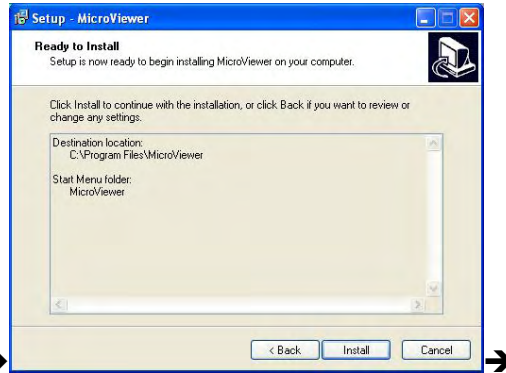 Setup - MicroViewer
Ready to Install
Setup is now ready to begin installing MicroViewer on your computer.
Click Install to continue with the installation, or click Back if you want to review or
change any settings.
Destination location:
C:\Program Files\MicroViewer
Start Menu folder:
MicroViewer
< Back Install Cancel